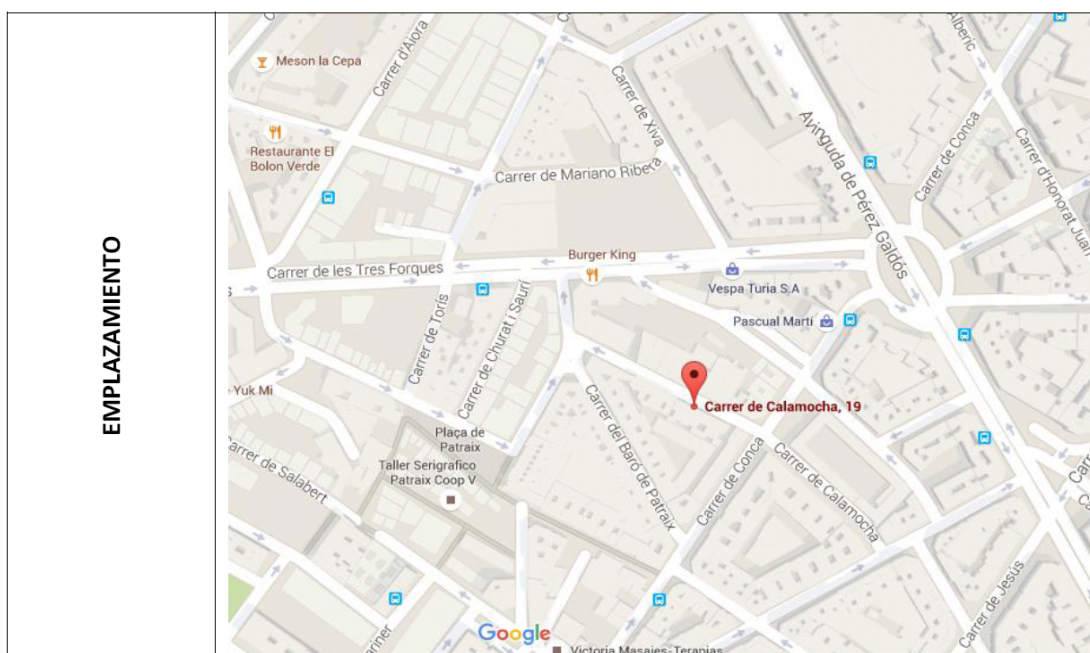 EMPLAZAMIENTO
Meson la Cepa
Carrer d'Aiora
Restaurante El
Bolon Verde
Carrer de Mariano Ribera
Carrer de Xiva
Avinguda de Pérez Galdós
Alberic
Carrer de Conca
Carrer d'Honorat Juan
Burger King
Carrer de les Tres Forques
Vespa Turia S.A
Pascual Marti
Carrer de Torís
Carrer de Churat i Saurí
Yuk Mi
Carrer de Calamocha, 19
Plaça de
Patraix
Taller Serigrafico
Patraix Coop V
Carrer del Baró de Patraix
Carrer de Conca
Carrer de Calamocha
Carrer de Salabert
Carrer de Jesús
Google
Victoria Masajes-Terapias